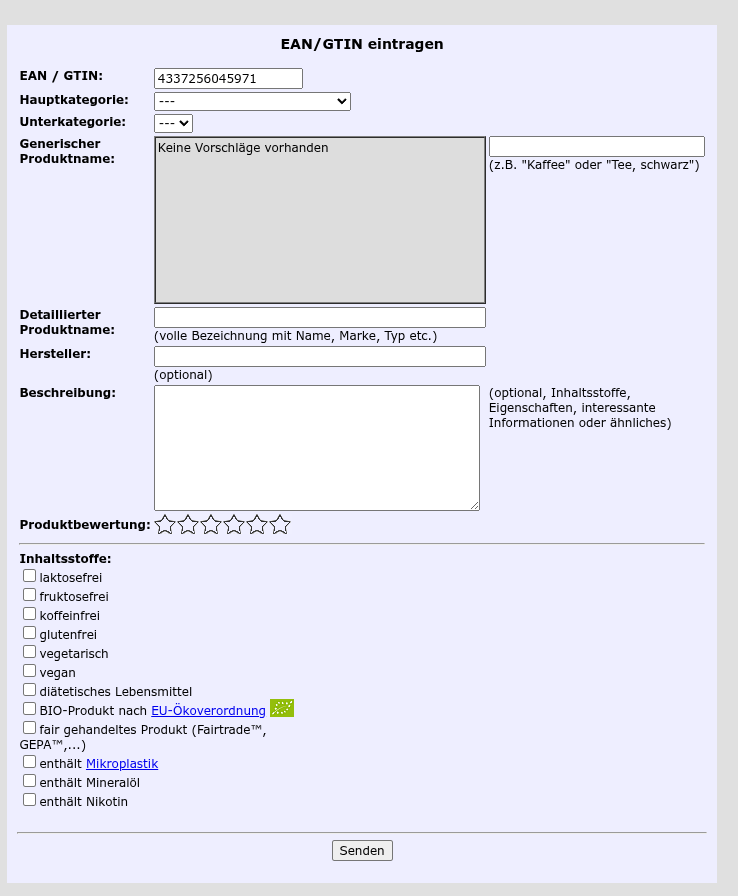 EAN/GTIN eintragen
EAN / GTIN: 4337256045971
Hauptkategorie: ---
Unterkategorie: ---
Generischer
Produktname:
Keine Vorschläge vorhanden
(z.B. "Kaffee" oder "Tee, schwarz")
Detaillierter
Produktname:
(volle Bezeichnung mit Name, Marke, Typ etc.)
Hersteller:
(optional)
Beschreibung:
(optional, Inhaltsstoffe,
Eigenschaften, interessante
Informationen oder ähnliches)
Produktbewertung:
Inhaltsstoffe:
laktosefrei
fruktosefrei
koffeinfrei
glutenfrei
vegetarisch
vegan
diätetisches Lebensmittel
BIO-Produkt nach EU-Ökoverordnung
fair gehandeltes Produkt (Fairtrade™,
GEPA™,...)
enthält Mikroplastik
enthält Mineralöl
enthält Nikotin
Senden